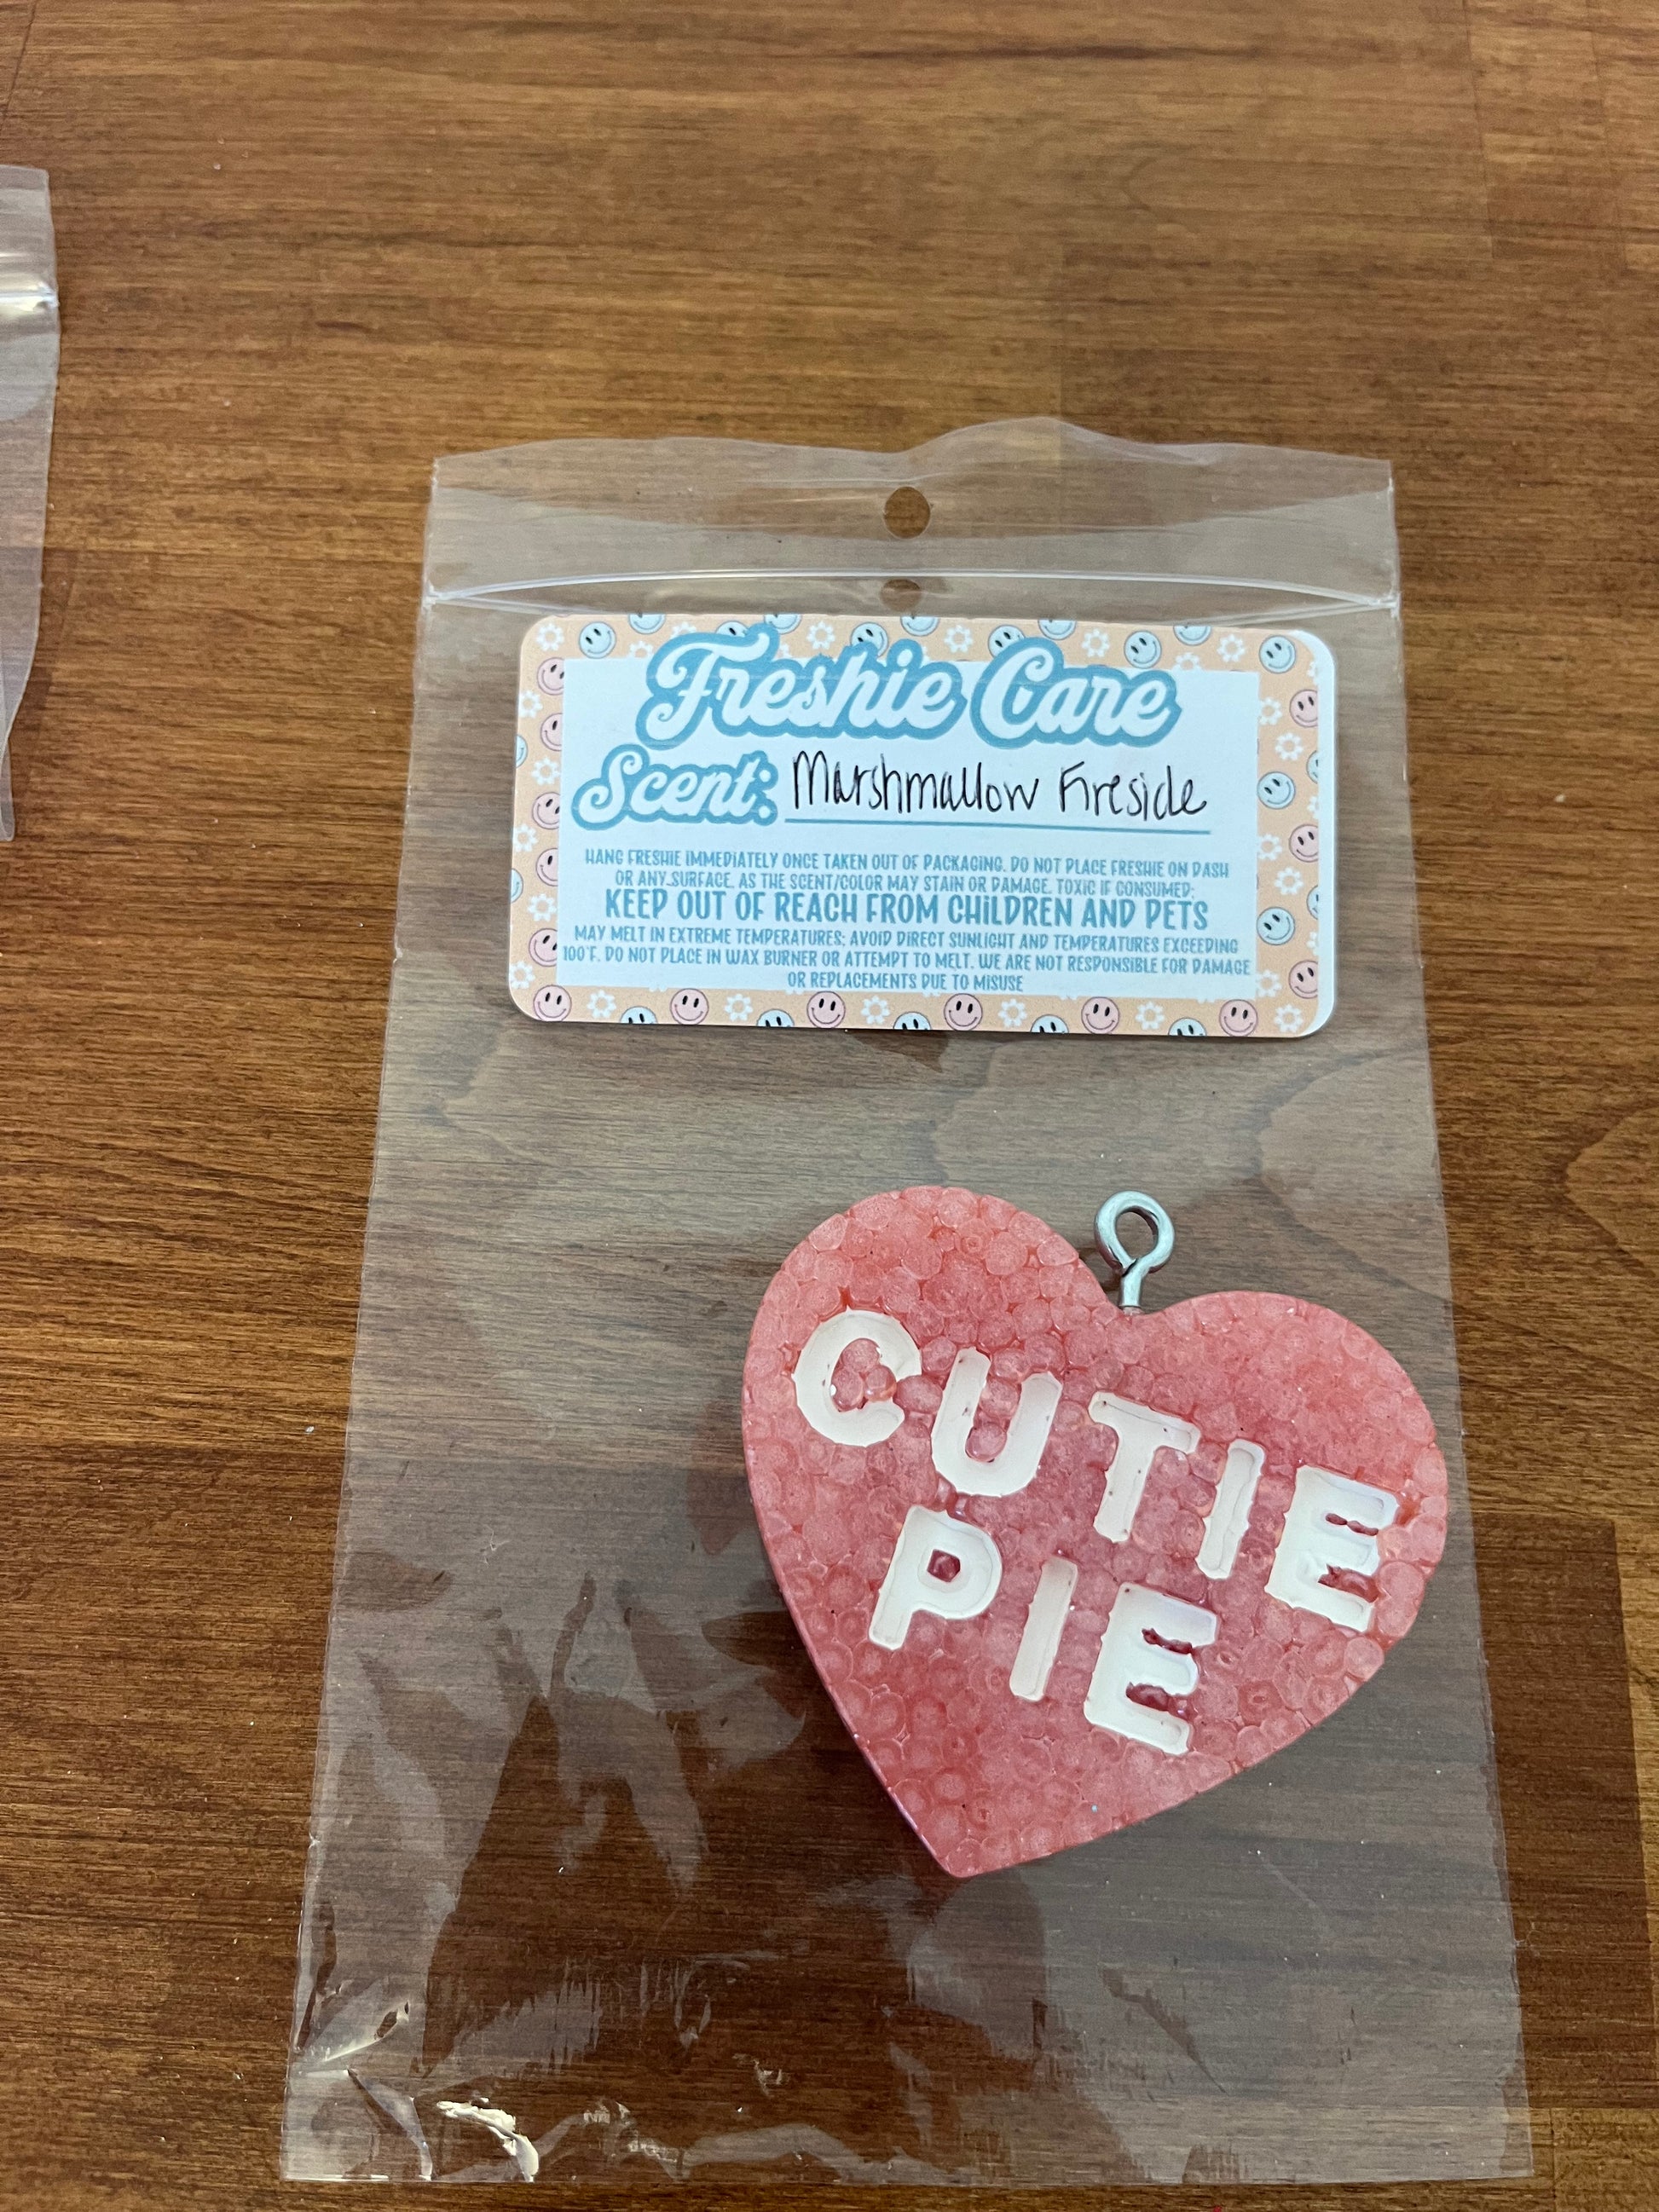 Freshie Care
Scent: Marshmallow Fireside
HANG FRESHIE IMMEDIATELY ONCE TAKEN OUT OF PACKAGING. DO NOT PLACE FRESHIE ON DASH
OR ANY SURFACE, AS THE SCENT/COLOR MAY STAIN OR DAMAGE. TOXIC IF CONSUMED;
KEEP OUT OF REACH FROM CHILDREN AND PETS
MAY MELT IN EXTREME TEMPERATURES; AVOID DIRECT SUNLIGHT AND TEMPERATURES EXCEEDING
100°F. DO NOT PLACE IN WAX BURNER OR ATTEMPT TO MELT. WE ARE NOT RESPONSIBLE FOR DAMAGE
OR REPLACEMENTS DUE TO MISUSE
CUTIE
PIE